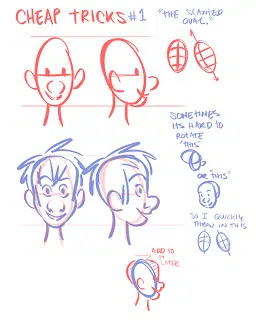 CHEAP TRICKS #1
"THE "SLANTED
OVAL."
SOMETIMES
ITS HARD TO
ROTATE
"THIS"
OR "THIS"
SO I QUICKLY
THROW IN THIS
ADD TO
IT
LATER